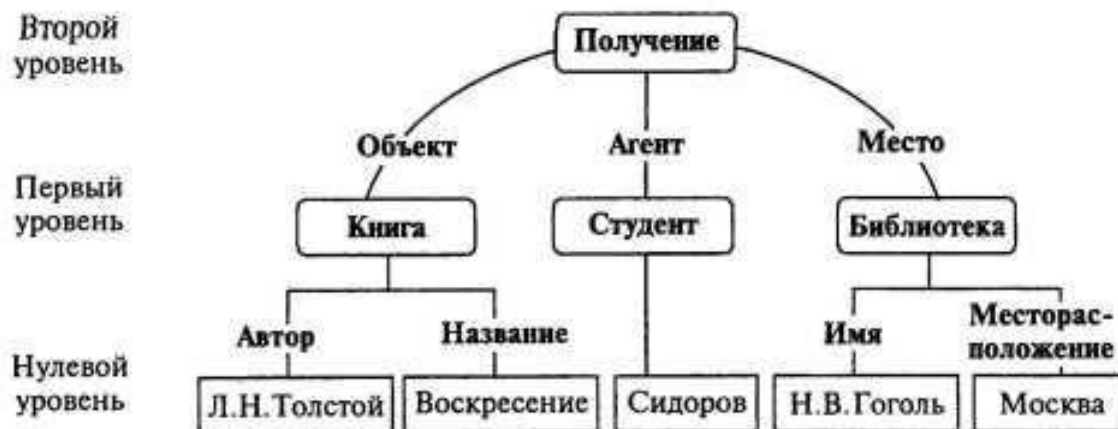 Второй
уровень
Получение
Объект
Агент
Место
Первый
уровень
Книга
Студент
Библиотека
Автор
Название
Имя
Месторас-
положение
Нулевой
уровень
Л.Н.Толстой
Воскресение
Сидоров
Н.В.Гоголь
Москва